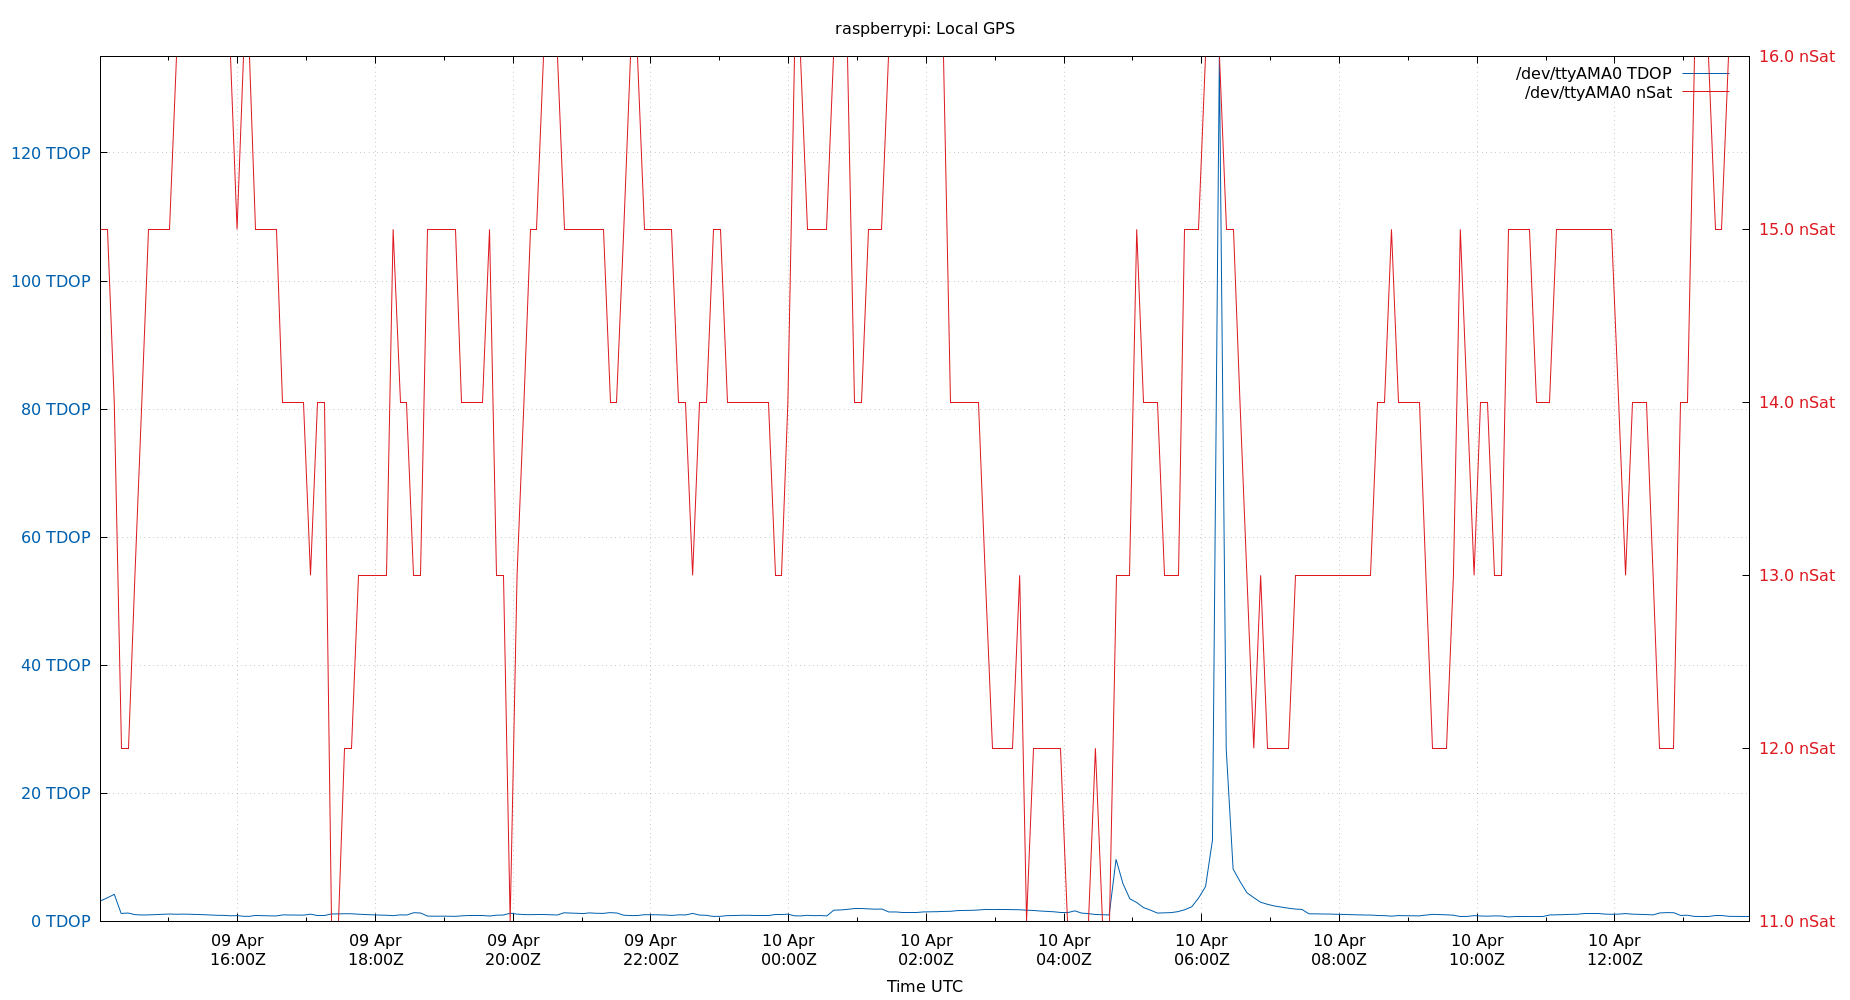 raspberrypi: Local GPS
/dev/ttyAMA0 TDOP
/dev/ttyAMA0 nSat
120 TDOP
100 TDOP
80 TDOP
60 TDOP
40 TDOP
20 TDOP
0 TDOP
16.0 nSat
15.0 nSat
14.0 nSat
13.0 nSat
12.0 nSat
11.0 nSat
09 Apr
16:00Z
09 Apr
18:00Z
09 Apr
20:00Z
09 Apr
22:00Z
10 Apr
00:00Z
10 Apr
02:00Z
10 Apr
04:00Z
10 Apr
06:00Z
10 Apr
08:00Z
10 Apr
10:00Z
10 Apr
12:00Z
Time UTC